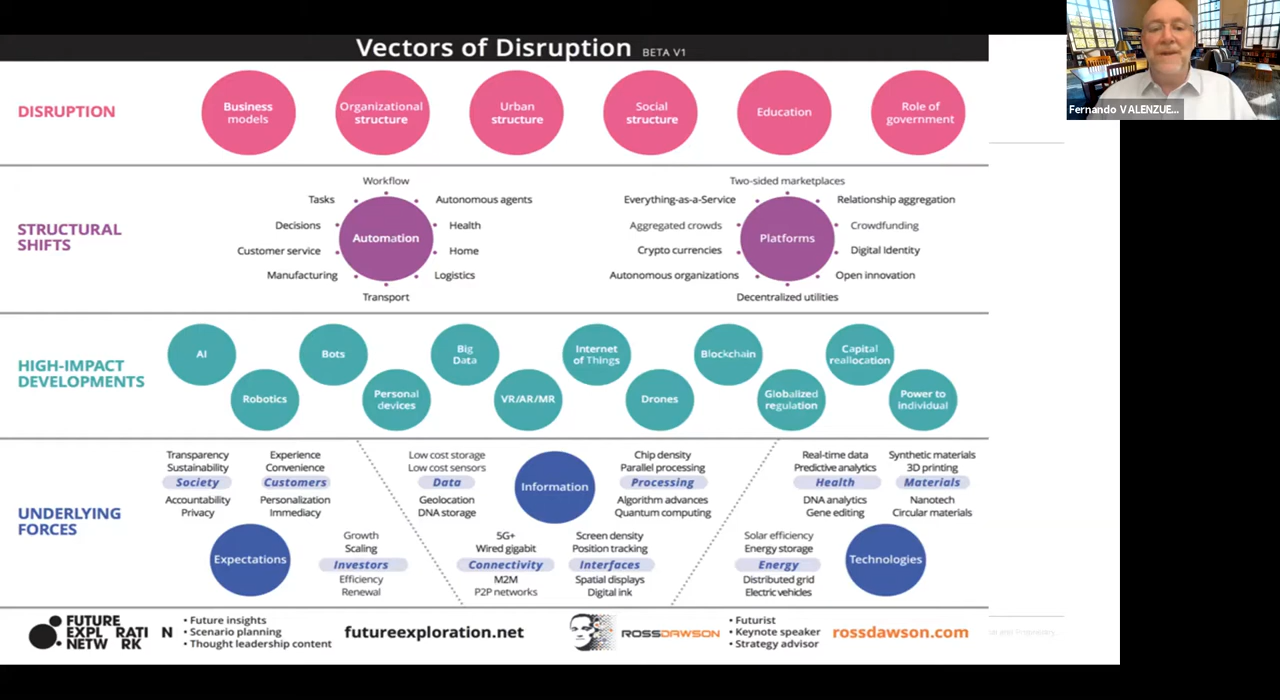 Vectors of Disruption BETA V1
Fernando VALENZUE...
DISRUPTION
Business
models
Organizational
structure
Urban
structure
Social
structure
Education
Role of
government
STRUCTURAL
SHIFTS
Workflow
Tasks
Autonomous agents
Decisions
Health
Automation
Customer service
Home
Manufacturing
Logistics
Transport
Two-sided marketplaces
Everything-as-a-Service
Relationship aggregation
Aggregated crowds
Crowdfunding
Platforms
Crypto currencies
Digital Identity
Autonomous organizations
Open innovation
Decentralized utilities
HIGH-IMPACT
DEVELOPMENTS
AI
Robotics
Bots
Personal
devices
Big
Data
VR/AR/MR
Internet
of Things
Drones
Blockchain
Globalized
regulation
Capital
reallocation
Power to
individual
UNDERLYING
FORCES
Transparency
Sustainability
Society
Accountability
Privacy
Experience
Convenience
Customers
Personalization
Immediacy
Expectations
Growth
Scaling
Investors
Efficiency
Renewal
Low cost storage
Low cost sensors
Data
Geolocation
DNA storage
Information
Chip density
Parallel processing
Processing
Algorithm advances
Quantum computing
5G+
Wired gigabit
Connectivity
M2M
P2P networks
Screen density
Position tracking
Interfaces
Spatial displays
Digital ink
Real-time data
Predictive analytics
Health
DNA analytics
Gene editing
Synthetic materials
3D printing
Materials
Nanotech
Circular materials
Solar efficiency
Energy storage
Energy
Distributed grid
Electric vehicles
Technologies
FUTURE
EXPL RATI N
NETW RK
• Future insights
• Scenario planning
• Thought leadership content
futureexploration.net
ROSSDAWSON
• Futurist
• Keynote speaker
• Strategy advisor
rossdawson.com